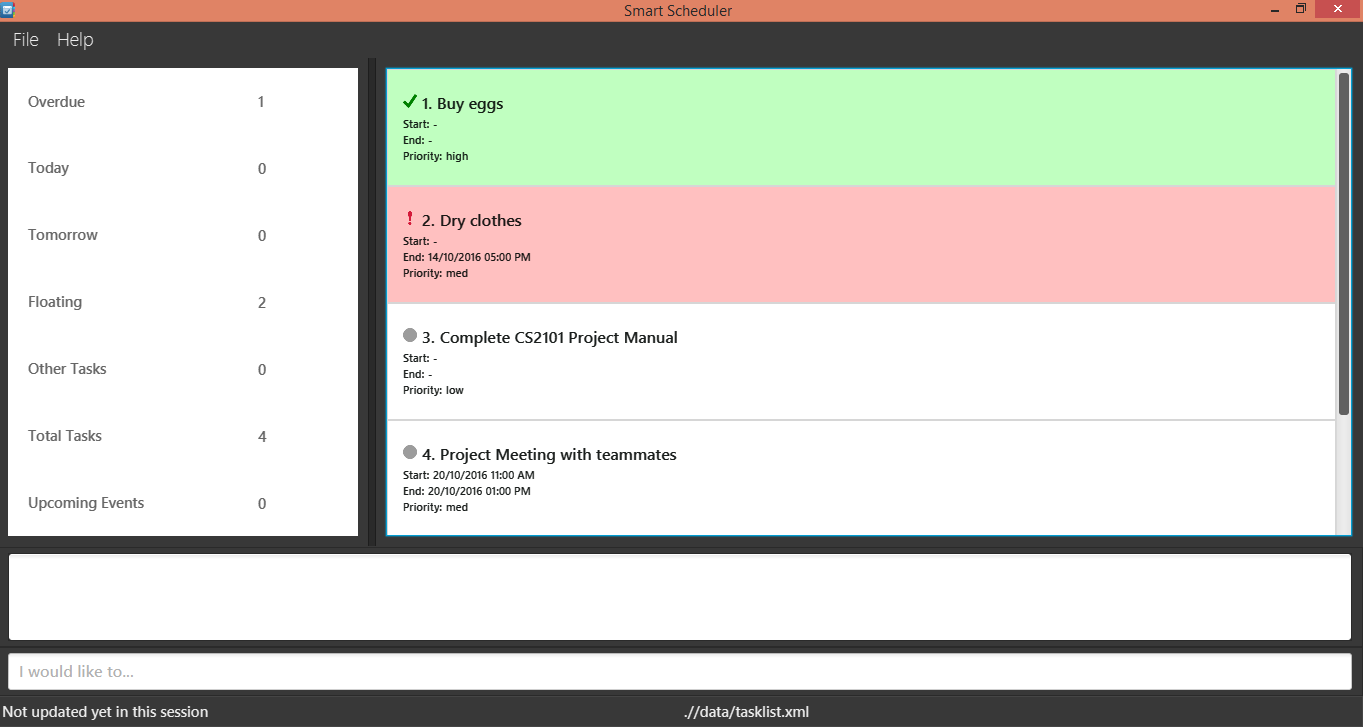 Smart Scheduler
File Help
Overdue 1
Today 0
Tomorrow 0
Floating 2
Other Tasks 0
Total Tasks 4
Upcoming Events 0
1. Buy eggs
Start: -
End: -
Priority: high
2. Dry clothes
Start: -
End: 14/10/2016 05:00 PM
Priority: med
3. Complete CS2101 Project Manual
Start: -
End: -
Priority: low
4. Project Meeting with teammates
Start: 20/10/2016 11:00 AM
End: 20/10/2016 01:00 PM
Priority: med
I would like to...
Not updated yet in this session
.//data/tasklist.xml